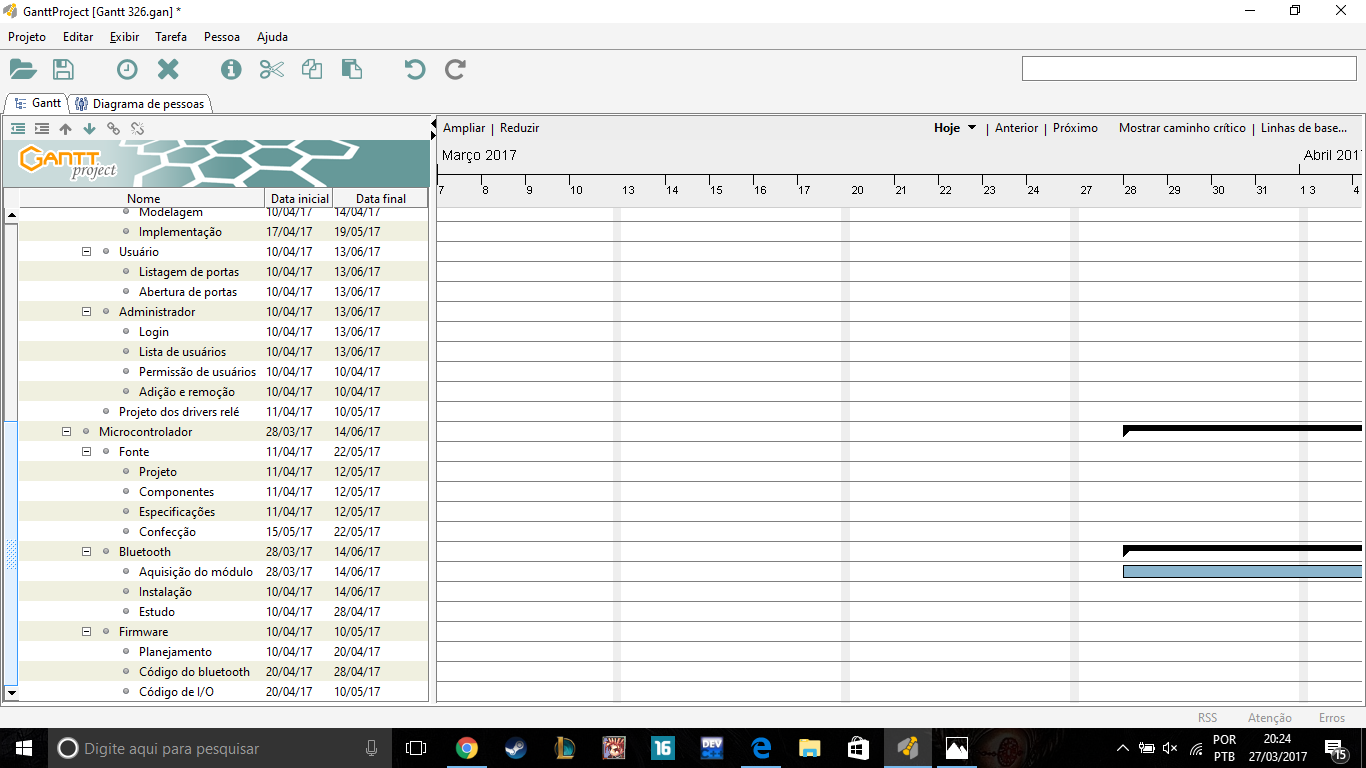 GanttProject [Gantt 326.gan] *
Projeto Editar Exibir Tarefa Pessoa Ajuda
Gantt Diagrama de pessoas
Ampliar | Reduzir Hoje | Anterior | Próximo Mostrar caminho crítico | Linhas de base...
GANTT project
Março 2017 Abril 201
7 8 9 10 13 14 15 16 17 20 21 22 23 24 27 28 29 30 31 1 3 4
Nome Data inicial Data final
Modelagem 10/04/17 14/04/17
Implementação 17/04/17 19/05/17
Usuário 10/04/17 13/06/17
Listagem de portas 10/04/17 13/06/17
Abertura de portas 10/04/17 13/06/17
Administrador 10/04/17 13/06/17
Login 10/04/17 13/06/17
Lista de usuários 10/04/17 13/06/17
Permissão de usuários 10/04/17 10/04/17
Adição e remoção 10/04/17 10/04/17
Projeto dos drivers relé 11/04/17 10/05/17
Microcontrolador 28/03/17 14/06/17
Fonte 11/04/17 22/05/17
Projeto 11/04/17 12/05/17
Componentes 11/04/17 12/05/17
Especificações 11/04/17 12/05/17
Confecção 15/05/17 22/05/17
Bluetooth 28/03/17 14/06/17
Aquisição do módulo 28/03/17 14/06/17
Instalação 10/04/17 14/06/17
Estudo 10/04/17 28/04/17
Firmware 10/04/17 10/05/17
Planejamento 10/04/17 20/04/17
Código do bluetooth 20/04/17 28/04/17
Código de I/O 20/04/17 10/05/17
RSS Atenção Erros
Digite aqui para pesquisar
16
DEV
POR
PTB
20:24
27/03/2017
15